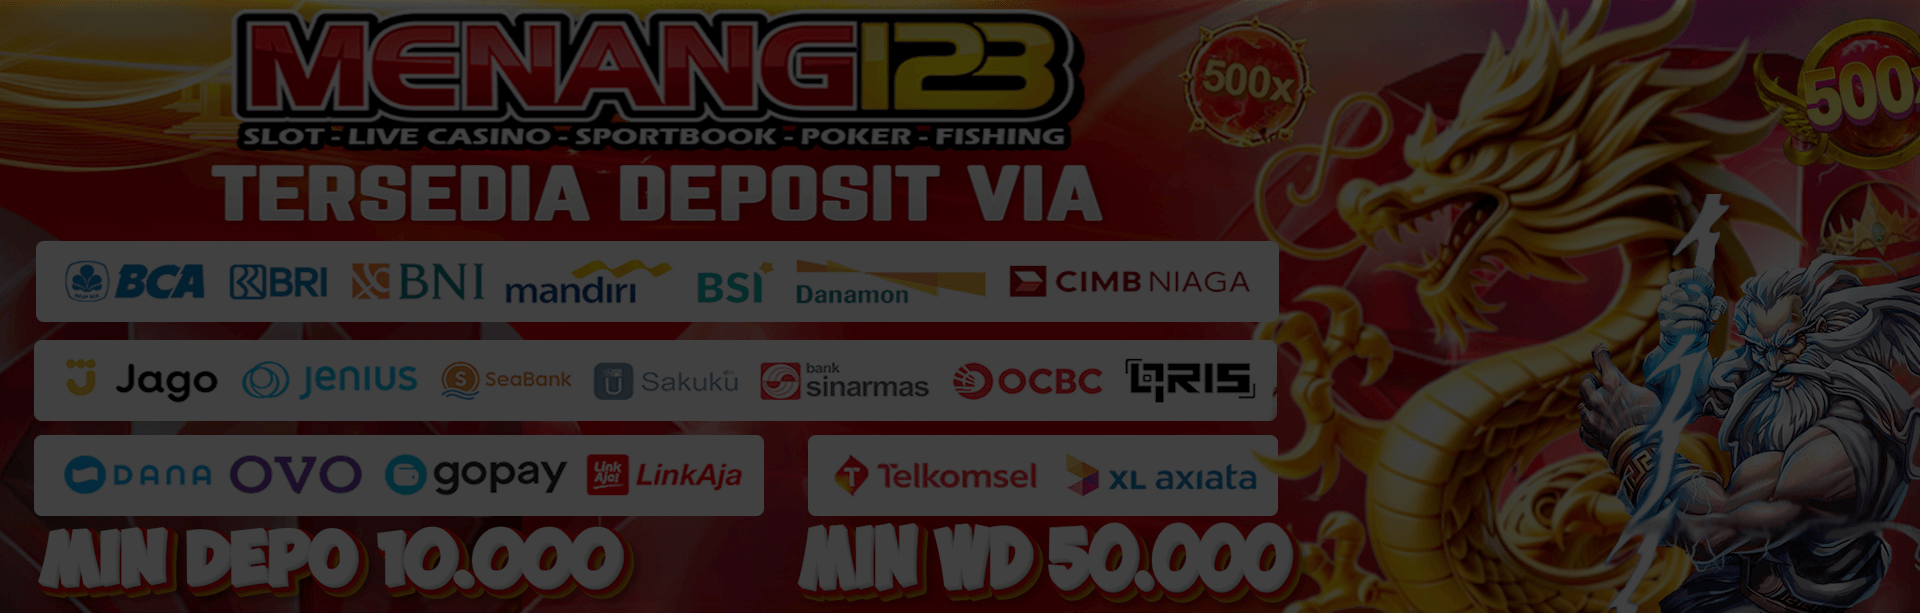 MENANG123
SLOT - LIVE CASINO - SPORTBOOK - POKER - FISHING
500x
500x
TERSEDIA DEPOSIT VIA
BCA BRI BNI mandiri BSI Danamon CIMB NIAGA
Jago Jenius SeaBank U Sakuku bank sinarmas OCBC QRIS
DANA OVO gopay Link Aja! LinkAja T Telkomsel XL axiata
MIN DEPO 10.000 MIN WD 50.000